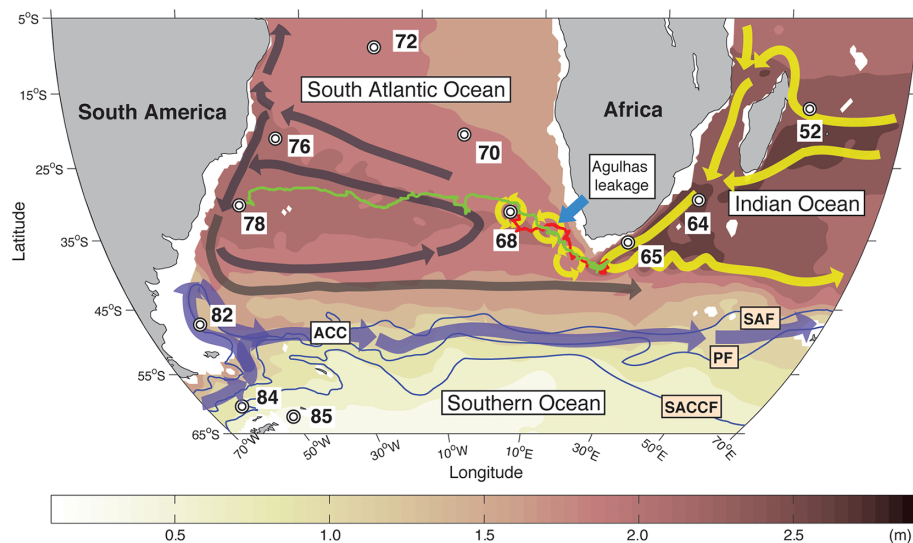 5°S
72
South Atlantic Ocean
15°S
South America
Africa
52
76
70
25°S
Agulhas
leakage
Latitude
78
64
Indian Ocean
68
35°S
65
45°S
82
ACC
SAF
PF
55°S
84
85
Southern Ocean
SACCF
65°S
70°W
50°W
30°W
10°W
10°E
30°E
50°E
70°E
Longitude
0.5
1.0
1.5
2.0
2.5
(m)